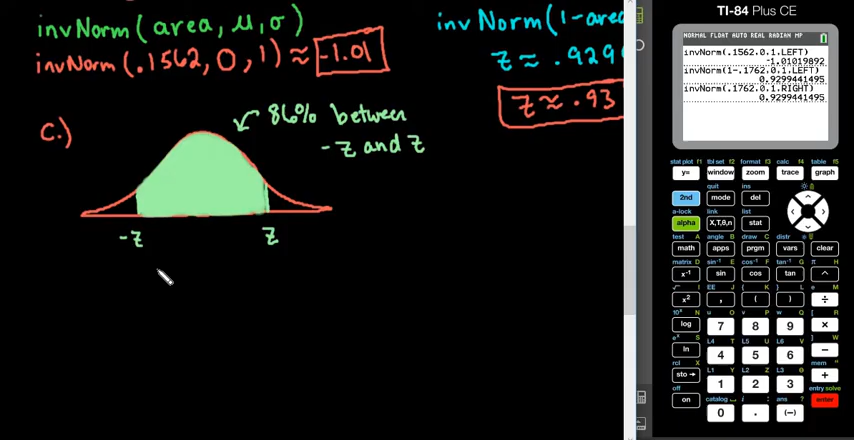 invNorm(area, μ, σ)
invNorm(.1562, 0, 1) ≈ -1.01
invNorm(1-area
z ≈ .929
z ≈ .93
c.)
86% between
-z and z
-z
z
TI-84 Plus CE
NORMAL FLOAT AUTO REAL RADIAN MP
invNorm(.1562,0,1,LEFT)
-1.01019892
invNorm(1-.1762,0,1,LEFT)
0.9299441495
invNorm(.1762,0,1,RIGHT)
0.9299441495
stat plot f1 tbl set f2 format f3 calc f4 table f5
y= window zoom trace graph
quit ins
2nd mode del
a-lock link list
alpha X,T,θ,n stat
test A angle B draw C distr
math apps prgm vars clear
matrix D sin⁻¹ E cos⁻¹ F tan⁻¹ G π H
x⁻¹ sin cos tan ^
√ I EE J { K } L e M
x² , ( ) ÷
10ˣ N u O v P w Q [ R
log 7 8 9 ×
eˣ S L4 T L5 U L6 V ] W
ln 4 5 6 −
rcl X L1 Y L2 Z L3 θ mem "
sto→ 1 2 3 +
off catalog i : ans ? entry solve
on 0 . (−) enter